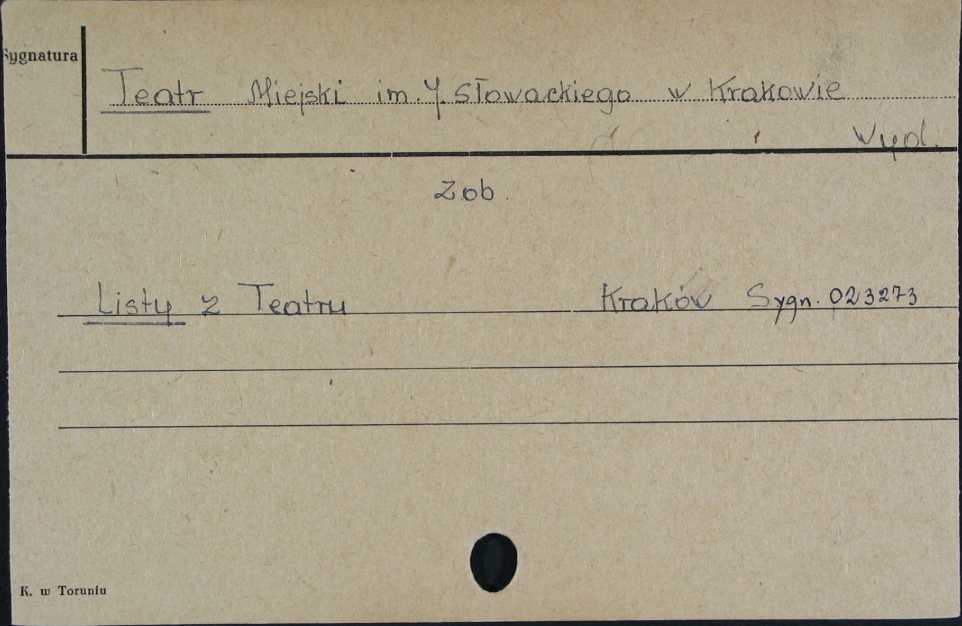 Sygnatura
Teatr Miejski im. J. Słowackiego w Krakowie
wyd.
Zob.
Listy z Teatru Kraków Sygn. 023273
K. w Toruniu